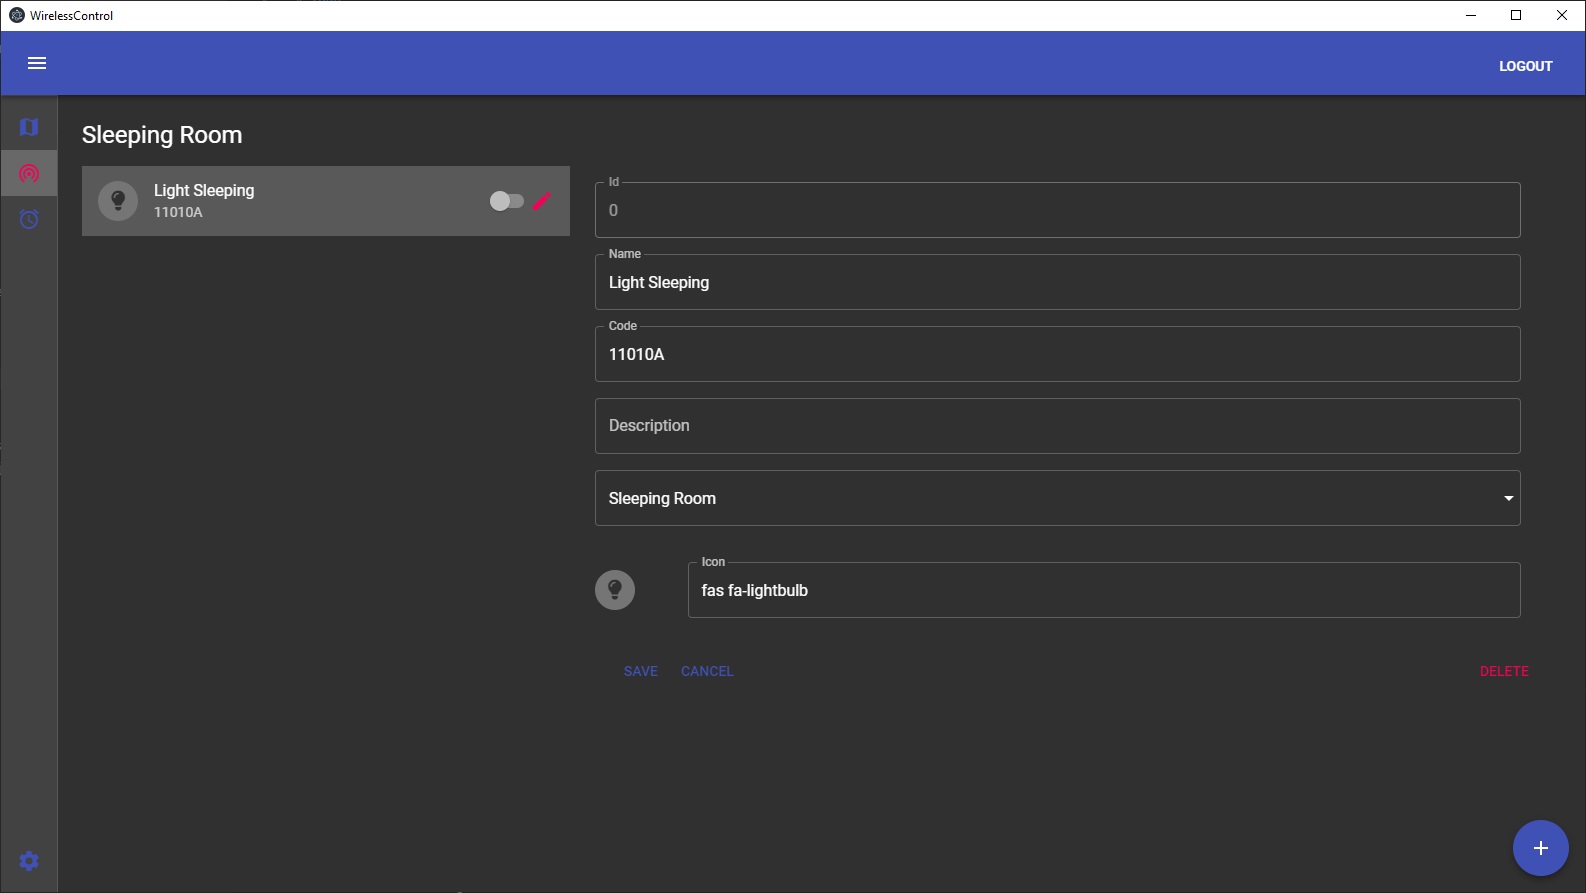 WirelessControl
LOGOUT
Sleeping Room
Light Sleeping
11010A
Id
0
Name
Light Sleeping
Code
11010A
Description
Sleeping Room
Icon
fas fa-lightbulb
SAVE CANCEL DELETE